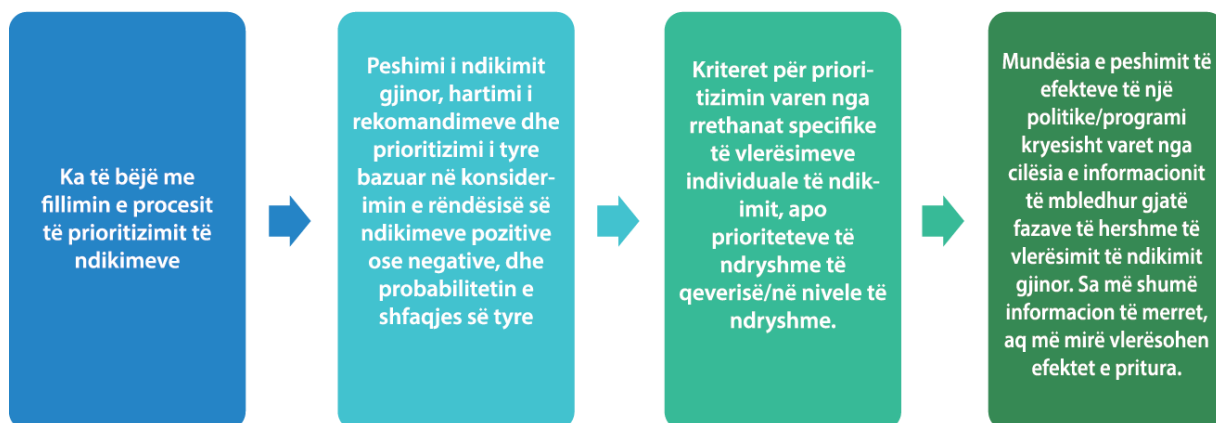 Ka të bëjë me
fillimin e procesit
të prioritizimit të
ndikimeve
Peshimi i ndikimit
gjinor, hartimi i
rekomandimeve dhe
prioritizimi i tyre
bazuar në konsider-
imin e rëndësisë së
ndikimeve pozitive
ose negative, dhe
probabilitetin e
shfaqjes së tyre
Kriteret për priori-
tizimin varen nga
rrethanat specifike
të vlerësimeve
individuale të ndik-
imit, apo
prioriteteve të
ndryshme të
qeverisë/në nivele të
ndryshme.
Mundësia e peshimit të
efekteve të një
politike/programi
kryesisht varet nga
cilësia e informacionit
të mbledhur gjatë
fazave të hershme të
vlerësimit të ndikimit
gjinor. Sa më shumë
informacion të merret,
aq më mirë vlerësohen
efektet e pritura.